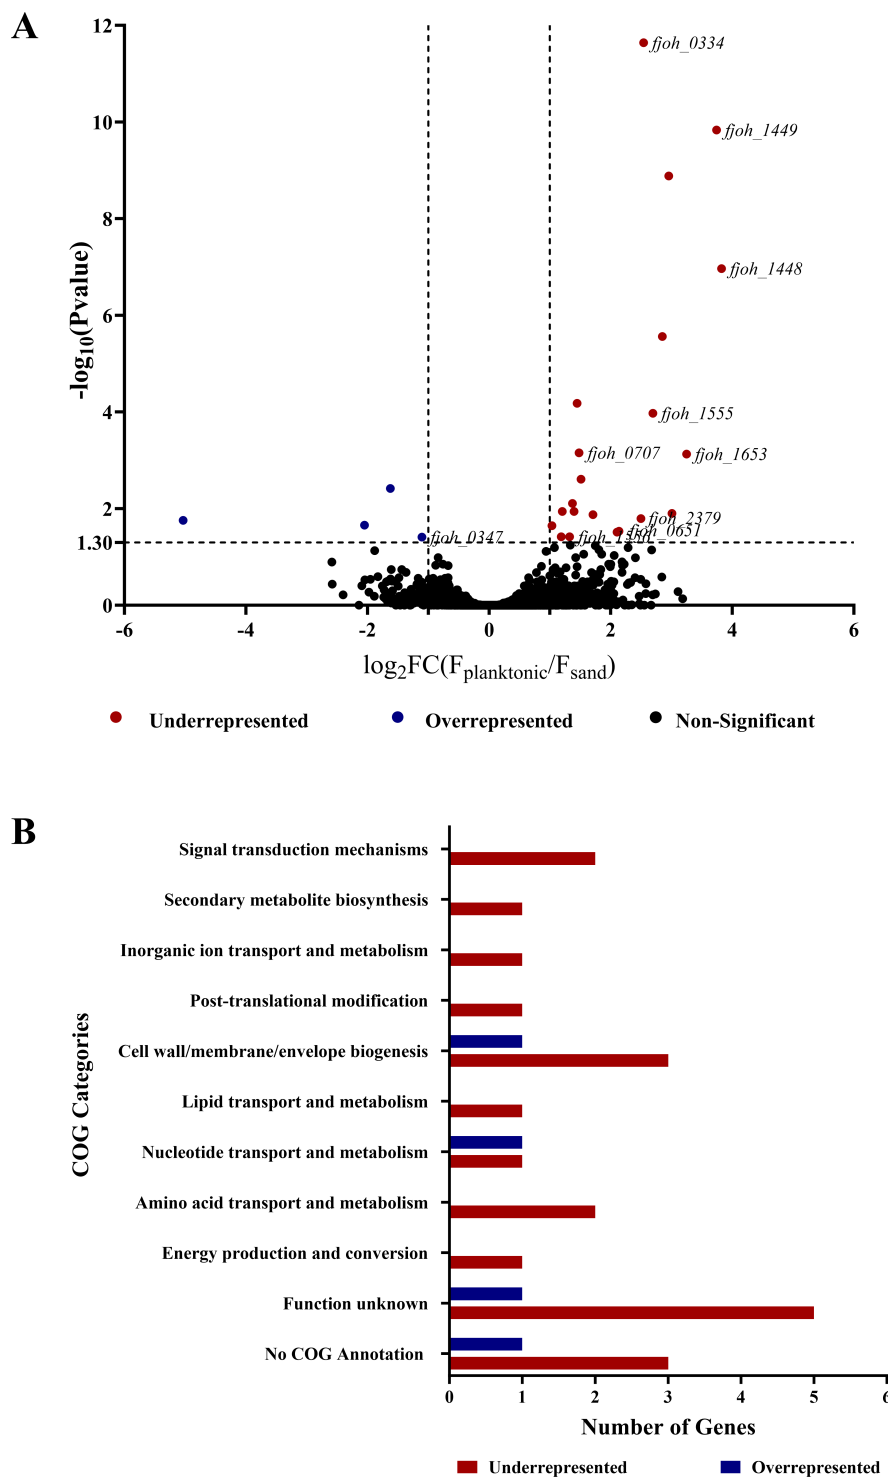 A
12
10
8
6
4
2
1.30
0
-log10(Pvalue)
fjoh_0334
fjoh_1449
fjoh_1448
fjoh_1555
fjoh_0707
fjoh_1653
fjoh_2379
fjoh_0651
fjoh_0347
-6 -4 -2 0 2 4 6
log2FC(Fplanktonic/Fsand)
Underrepresented Overrepresented Non-Significant
B
COG Categories
Signal transduction mechanisms
Secondary metabolite biosynthesis
Inorganic ion transport and metabolism
Post-translational modification
Cell wall/membrane/envelope biogenesis
Lipid transport and metabolism
Nucleotide transport and metabolism
Amino acid transport and metabolism
Energy production and conversion
Function unknown
No COG Annotation
0 1 2 3 4 5 6
Number of Genes
Underrepresented Overrepresented